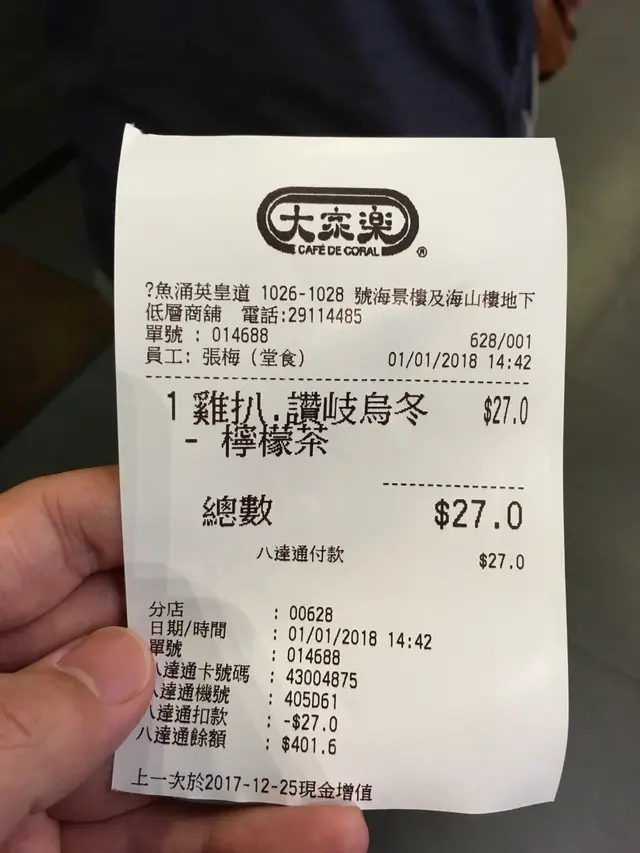 大家樂
CAFÉ DE CORAL
®
?魚涌英皇道 1026-1028 號海景樓及海山樓地下
低層商舖 電話:29114485
單號 : 014688 628/001
員工: 張梅 (堂食) 01/01/2018 14:42
1 雞扒.讚岐烏冬 $27.0
- 檸檬茶
總數 $27.0
八達通付款 $27.0
分店 : 00628
日期/時間 : 01/01/2018 14:42
單號 : 014688
八達通卡號碼 : 43004875
八達通機號 : 405D61
八達通扣款 : -$27.0
八達通餘額 : $401.6
上一次於2017-12-25現金增值